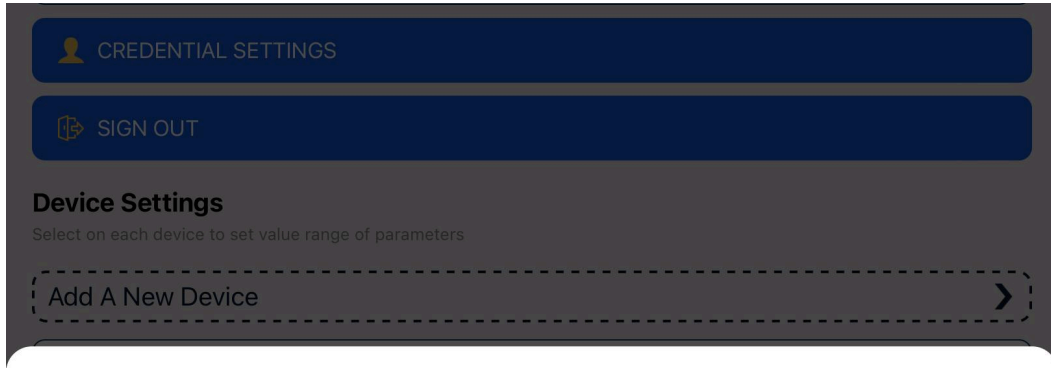 CREDENTIAL SETTINGS
SIGN OUT
Device Settings
Select on each device to set value range of parameters
Add A New Device